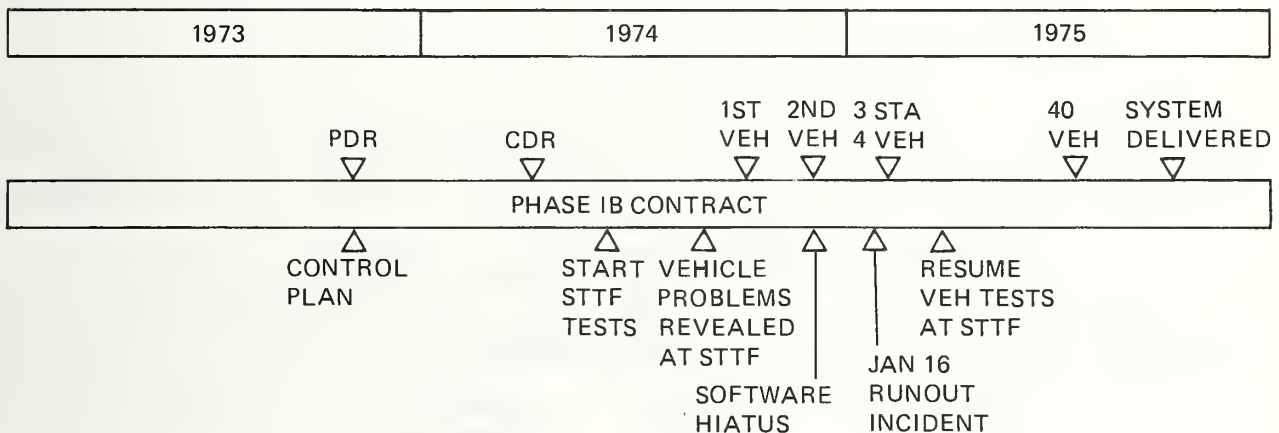 1973 1974 1975
PDR
CDR
1ST
VEH
2ND
VEH
3 STA
4 VEH
40
VEH
SYSTEM
DELIVERED
PHASE IB CONTRACT
CONTROL
PLAN
START
STTF
TESTS
VEHICLE
PROBLEMS
REVEALED
AT STTF
SOFTWARE
HIATUS
JAN 16
RUNOUT
INCIDENT
RESUME
VEH TESTS
AT STTF